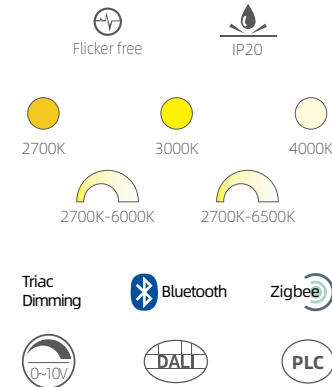 Flicker free
IP20
2700K
3000K
4000K
2700K-6000K
2700K-6500K
Triac
Dimming
Bluetooth
Zigbee
0~10V
DALI
PLC